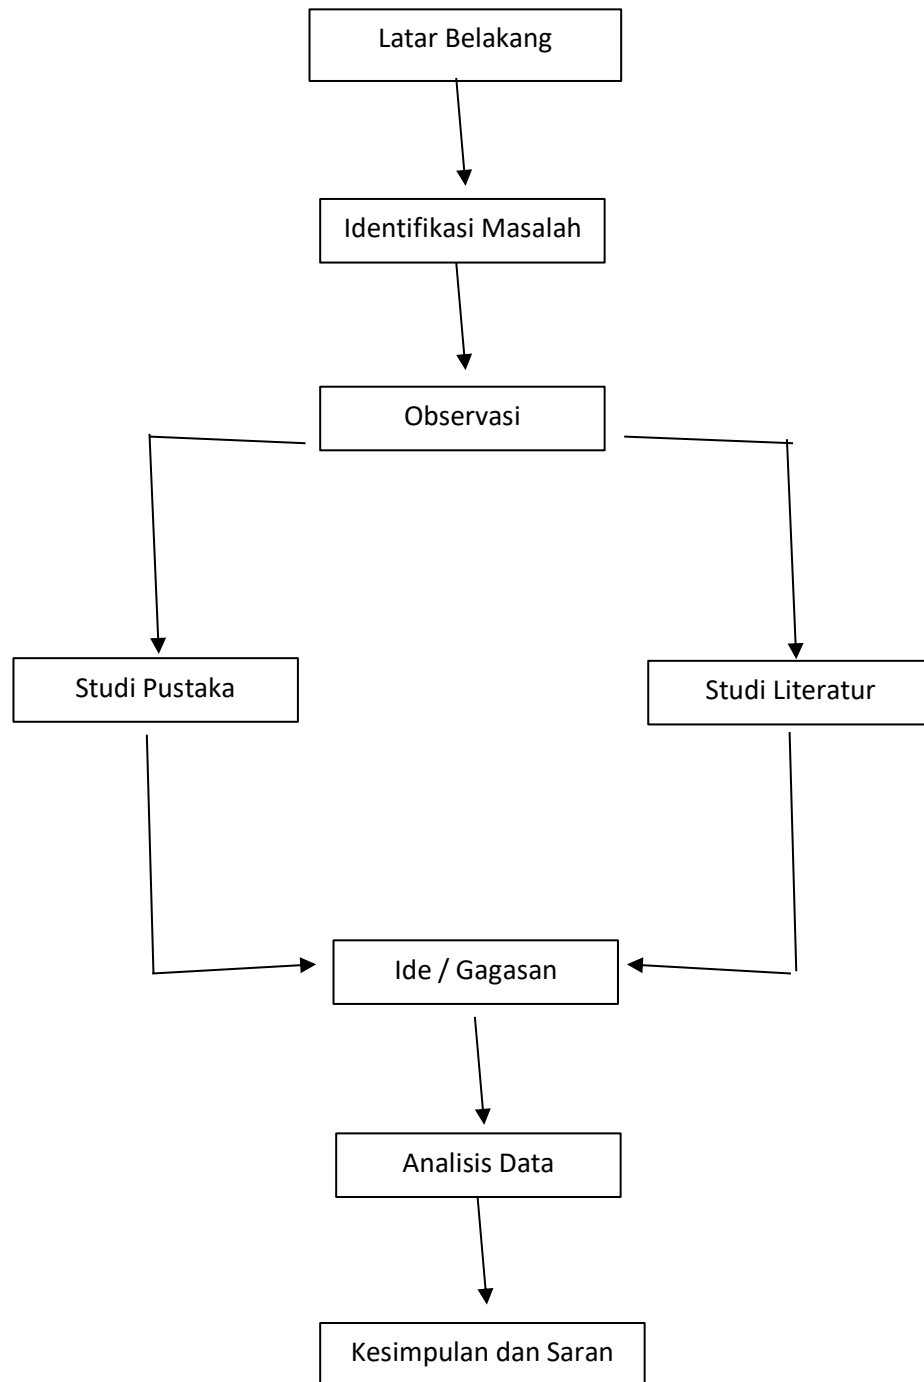 Latar Belakang
Identifikasi Masalah
Observasi
Studi Pustaka
Studi Literatur
Ide / Gagasan
Analisis Data
Kesimpulan dan Saran